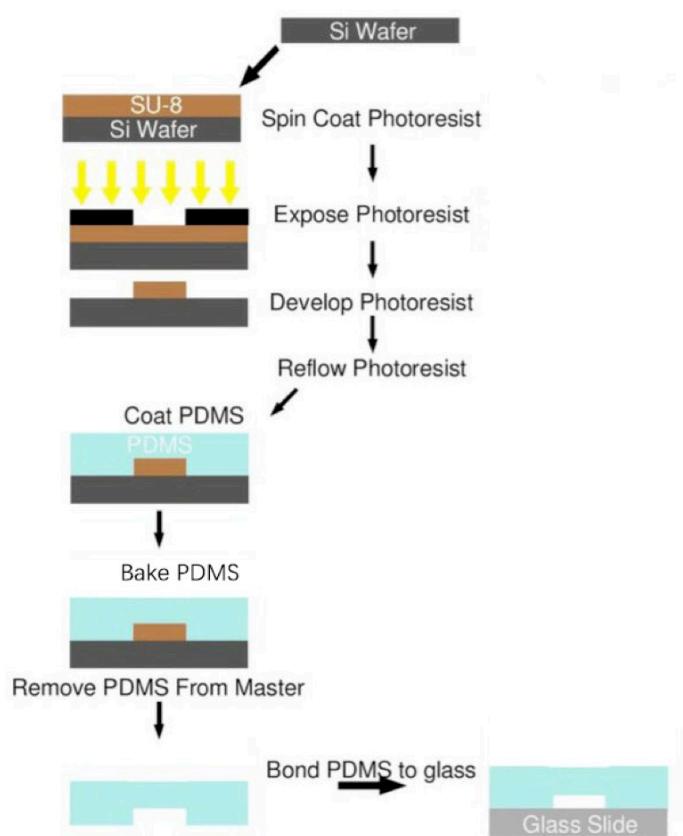 Si Wafer
SU-8
Si Wafer
Spin Coat Photoresist
Expose Photoresist
Develop Photoresist
Reflow Photoresist
Coat PDMS
PDMS
Bake PDMS
Remove PDMS From Master
Bond PDMS to glass
Glass Slide